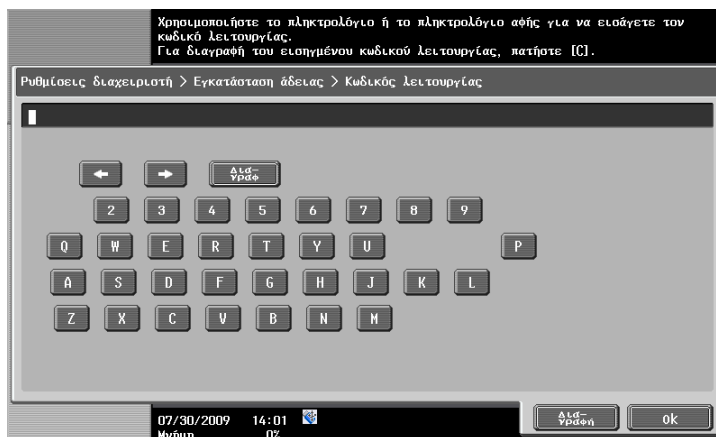 Χρησιμοποιήστε το πληκτρολόγιο ή το πληκτρολόγιο αφής για να εισάγετε τον
κωδικό λειτουργίας.
Για διαγραφή του εισηγμένου κωδικού λειτουργίας, πατήστε [C].
Ρυθμίσεις διαχειριστή > Εγκατάσταση άδειας > Κωδικός λειτουργίας
Δια-
γραφ
2 3 4 5 6 7 8 9
Q W E R T Y U P
A S D F G H J K L
Z X C V B N M
Δια-
γραφή
ok
07/30/2009 14:01
Μνήμη 0%